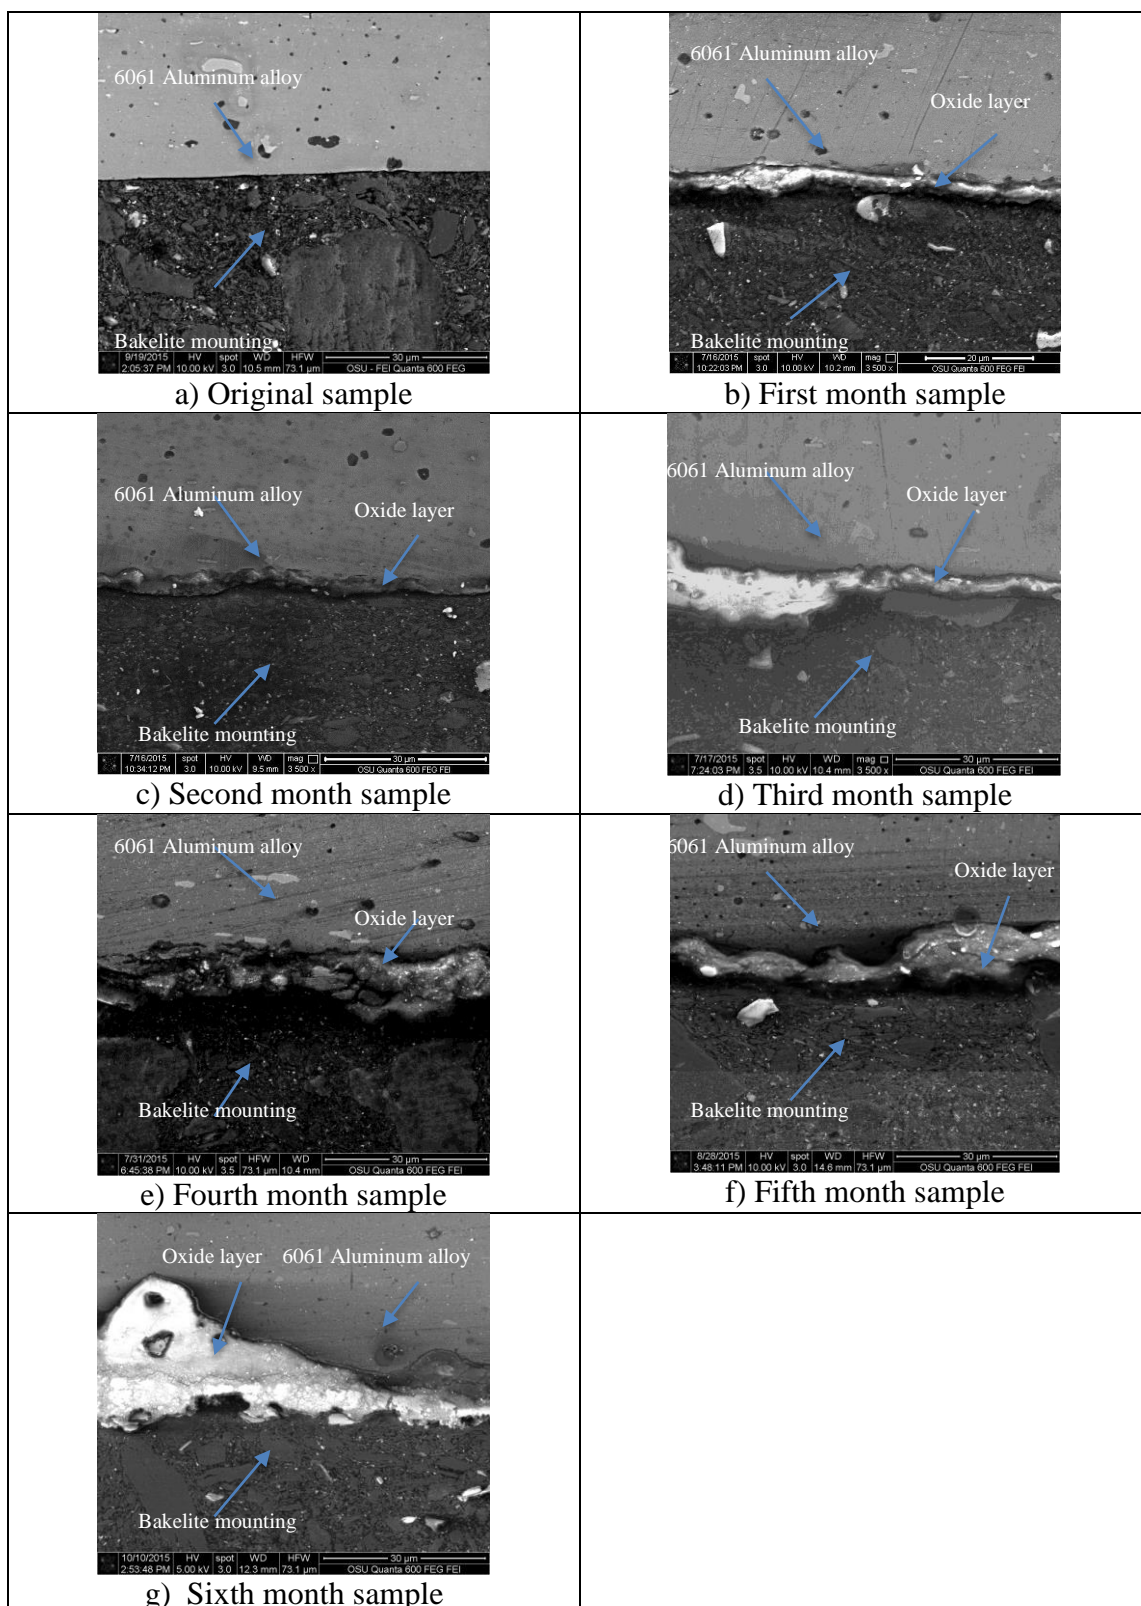 6061 Aluminum alloy
Bakelite mounting
9/19/2015 HV spot WD HFW 30 µm
2:05:37 PM 10.00 kV 3.0 10.5 mm 73.1 µm OSU - FEI Quanta 600 FEG
a) Original sample
6061 Aluminum alloy
Oxide layer
Bakelite mounting
7/16/2015 spot HV WD mag 20 µm
10:22:03 PM 3.0 10.00 kV 10.2 mm 3 500 x OSU Quanta 600 FEG FEI
b) First month sample
6061 Aluminum alloy
Oxide layer
Bakelite mounting
7/16/2015 spot HV WD mag 30 µm
10:34:12 PM 3.0 10.00 kV 9.5 mm 3 500 x OSU Quanta 600 FEG FEI
c) Second month sample
6061 Aluminum alloy
Oxide layer
Bakelite mounting
7/17/2015 spot HV WD mag 30 µm
7:24:03 PM 3.5 10.00 kV 10.4 mm 3 500 x OSU Quanta 600 FEG FEI
d) Third month sample
6061 Aluminum alloy
Oxide layer
Bakelite mounting
7/31/2015 HV spot HFW WD 30 µm
6:45:38 PM 10.00 kV 3.5 73.1 µm 10.4 mm OSU Quanta 600 FEG FEI
e) Fourth month sample
6061 Aluminum alloy
Oxide layer
Bakelite mounting
8/28/2015 HV spot WD HFW 30 µm
3:48:11 PM 10.00 kV 3.0 14.6 mm 73.1 µm OSU Quanta 600 FEG FEI
f) Fifth month sample
Oxide layer 6061 Aluminum alloy
Bakelite mounting
10/10/2015 HV spot WD HFW 30 µm
2:53:48 PM 5.00 kV 3.0 12.3 mm 73.1 µm OSU Quanta 600 FEG FEI
g) Sixth month sample